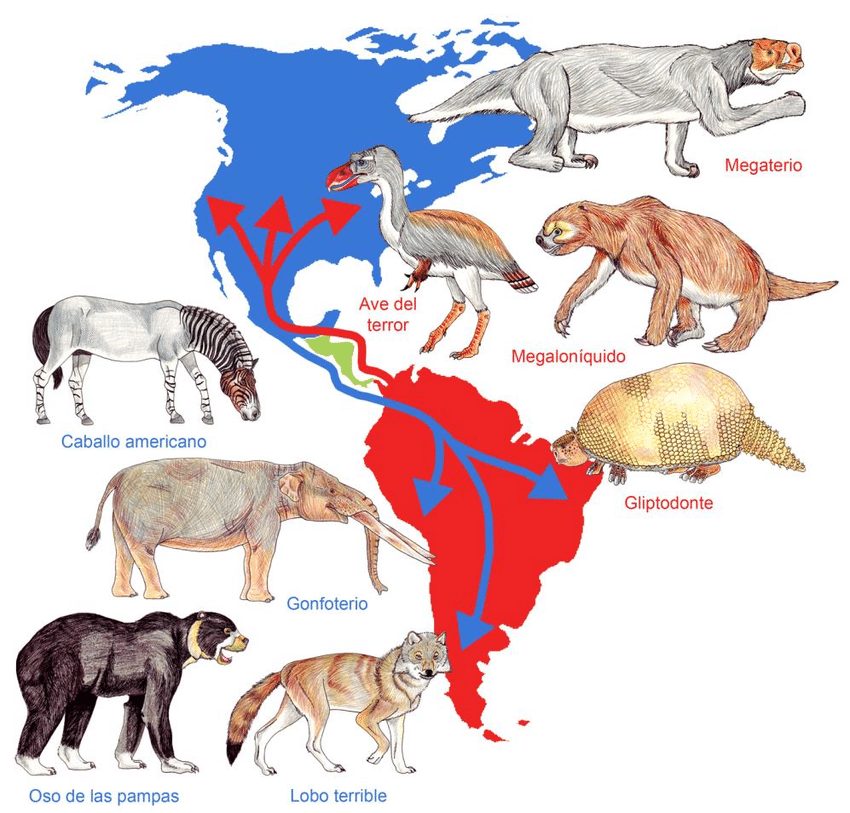 Megaterio
Ave del
terror
Megaloníquido
Caballo americano
Gliptodonte
Gonfoterio
Oso de las pampas
Lobo terrible